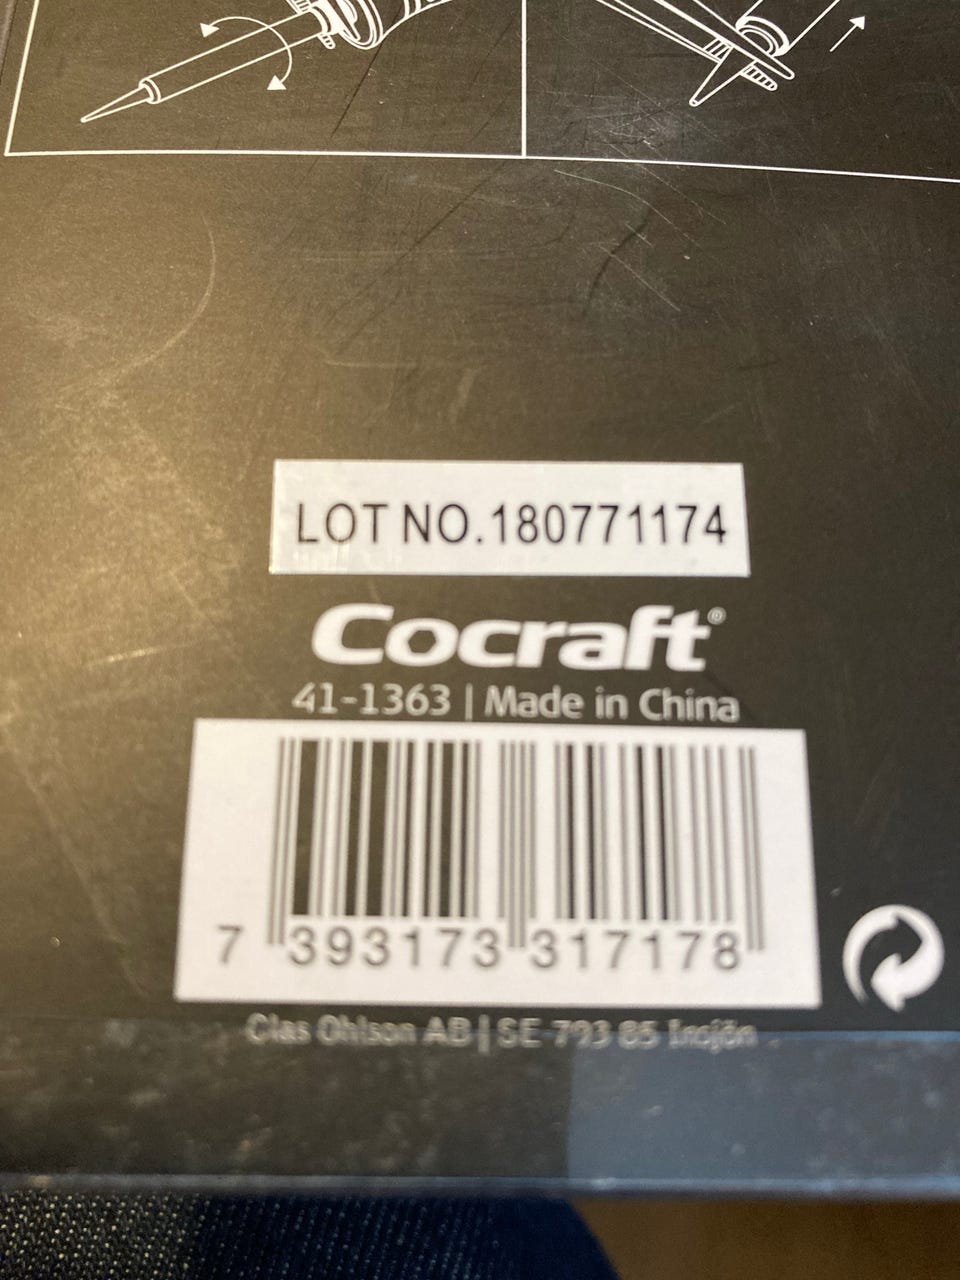 LOT NO.180771174
Cocraft®
41-1363 | Made in China
7 393173 317178
Clas Ohlson AB | SE-793 85 Insjön